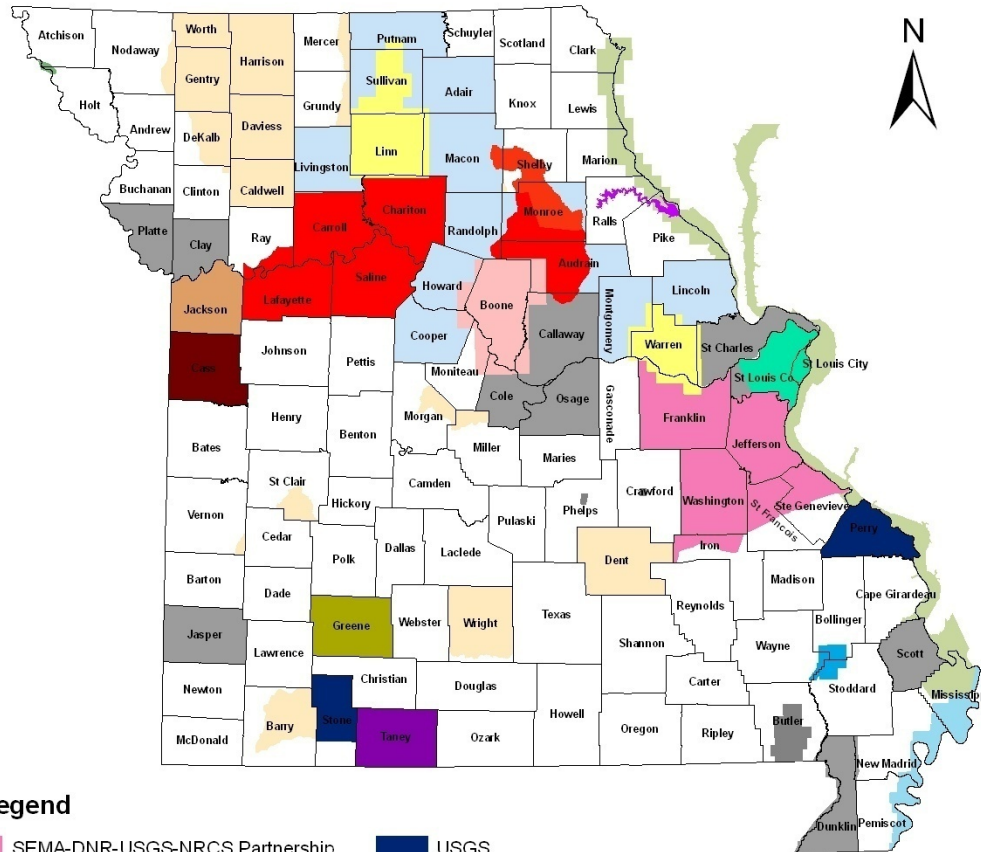 N
Atchison
Nodaway
Worth
Gentry
Harrison
Mercer
Putnam
Schuyler
Scotland
Clark
Holt
Andrew
DeKalb
Daviess
Grundy
Sullivan
Adair
Knox
Lewis
Buchanan
Clinton
Caldwell
Livingston
Linn
Macon
Shelby
Marion
Platte
Clay
Ray
Carroll
Chariton
Randolph
Monroe
Ralls
Pike
Jackson
Lafayette
Saline
Howard
Boone
Audrain
Callaway
Montgomery
Lincoln
Cass
Johnson
Pettis
Cooper
Moniteau
Cole
Osage
Gasconade
Warren
St Charles
St Louis Co
St Louis City
Franklin
Jefferson
Bates
Henry
Benton
Morgan
Miller
Maries
Vernon
St Clair
Hickory
Camden
Pulaski
Phelps
Crawford
Washington
St Francois
Ste Genevieve
Perry
Cedar
Polk
Dallas
Laclede
Dent
Iron
Madison
Cape Girardeau
Bollinger
Barton
Dade
Greene
Webster
Wright
Texas
Reynolds
Wayne
Scott
Jasper
Lawrence
Christian
Douglas
Shannon
Carter
Stoddard
Mississip
Newton
Barry
Stone
Taney
Ozark
Howell
Oregon
Ripley
Butler
New Madrid
McDonald
Dunklin
Pemiscot
egend
SEMA-DNR-USGS-NRCS Partnership
USGS